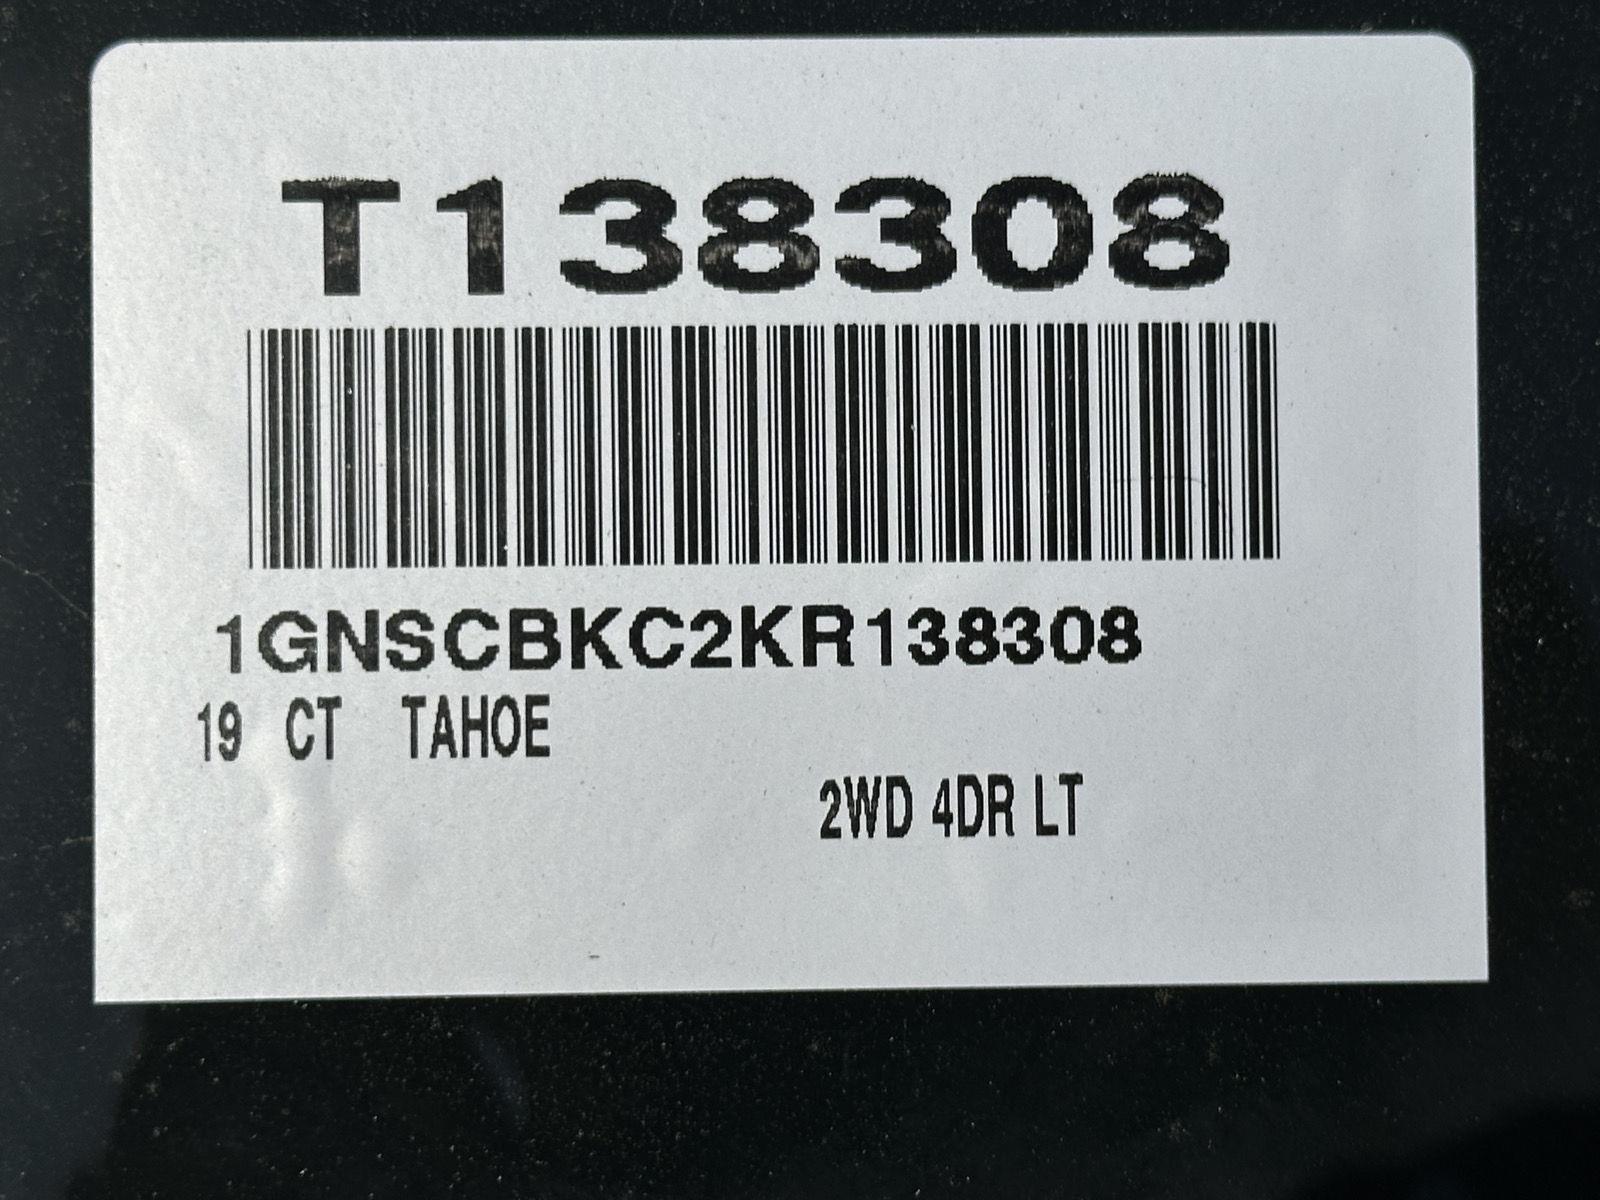 T138308
1GNSCBKC2KR138308
19 CT TAHOE
2WD 4DR LT